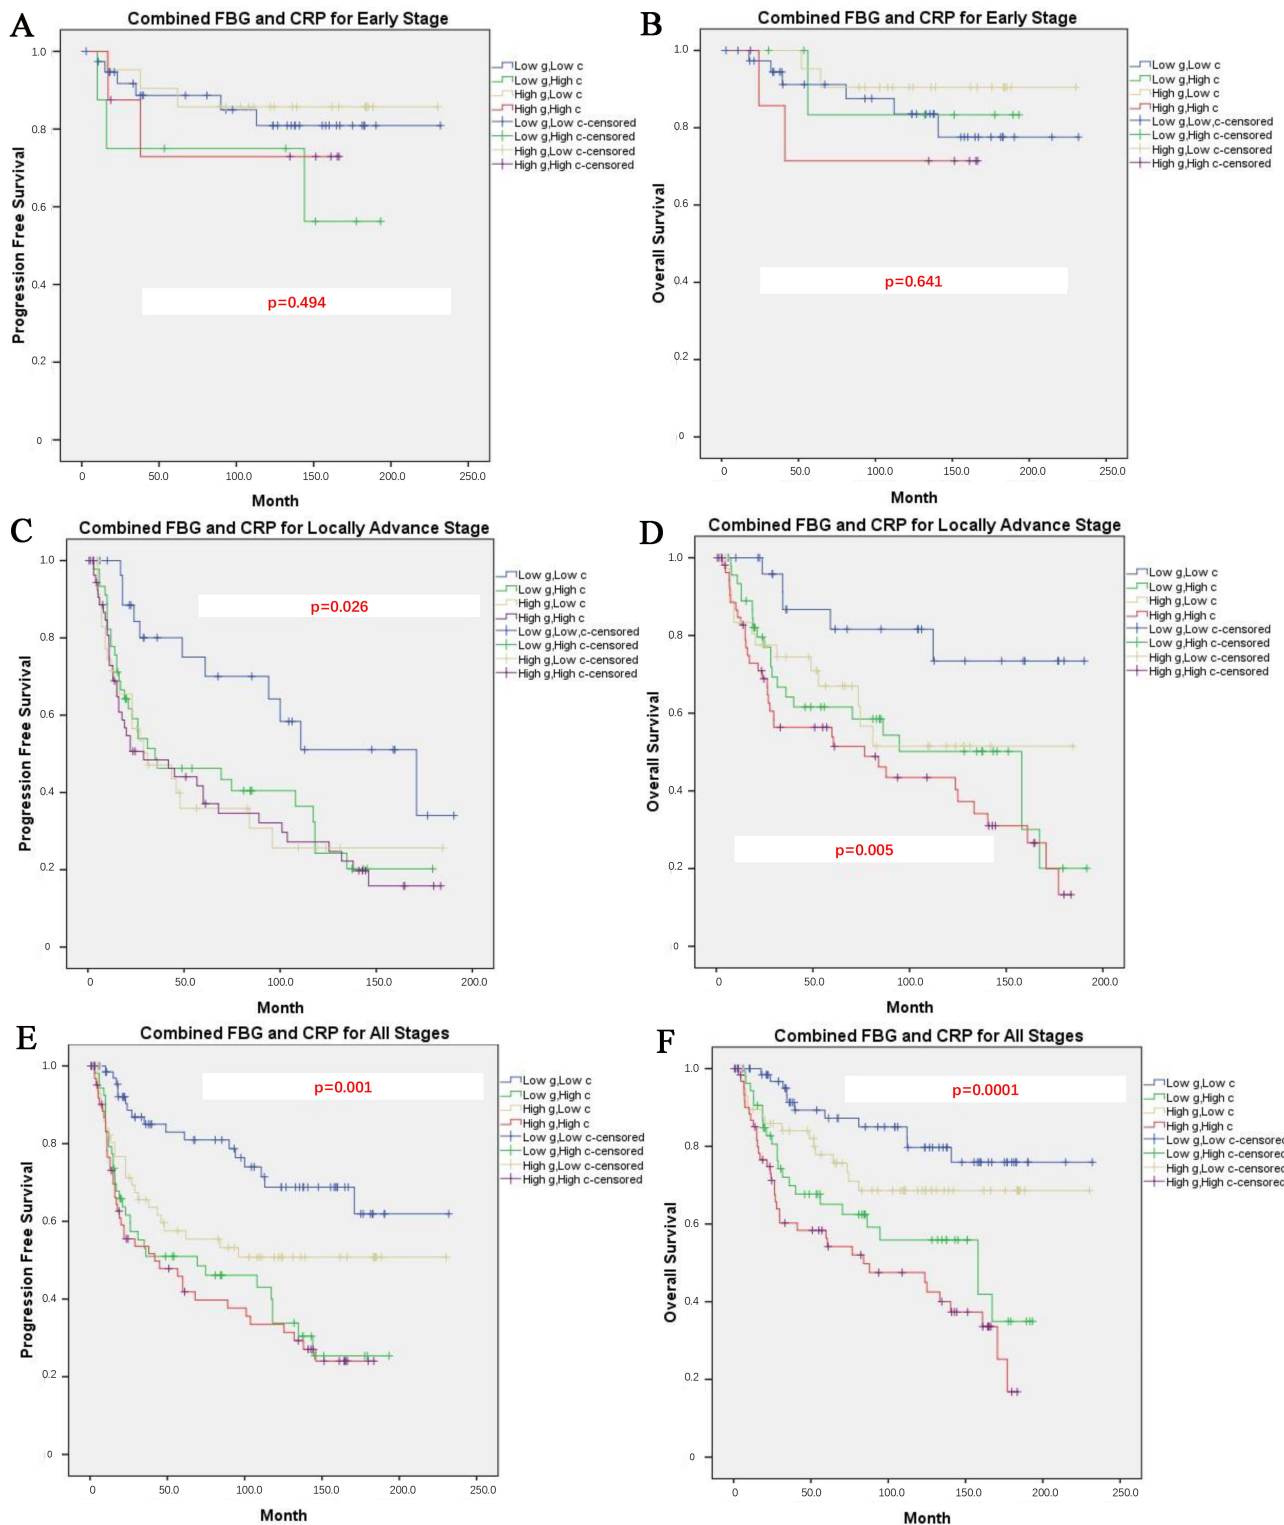 A
Combined FBG and CRP for Early Stage
1.0
0.8
0.6
0.4
0.2
0
Progression Free Survival
p=0.494
0 50.0 100.0 150.0 200.0 250.0
Month
Low g,Low c
Low g,High c
High g,Low c
High g,High c
Low g,Low c-censored
Low g,High c-censored
High g,Low c-censored
High g,High c-censored
B
Combined FBG and CRP for Early Stage
1.0
0.8
0.6
0.4
0.2
0
Overall Survival
p=0.641
0 50.0 100.0 150.0 200.0 250.0
Month
Low g,Low c
Low g,High c
High g,Low c
High g,High c
Low g,Low,c-censored
Low g,High c-censored
High g,Low c-censored
High g,High c-censored
C
Combined FBG and CRP for Locally Advance Stage
1.0
0.8
0.6
0.4
0.2
0
Progression Free Survival
p=0.026
0 50.0 100.0 150.0 200.0
Month
Low g,Low c
Low g,High c
High g,Low c
High g,High c
Low g,Low,c-censored
Low g,High c-censored
High g,Low c-censored
High g,High c-censored
D
Combined FBG and CRP for Locally Advance Stage
1.0
0.8
0.6
0.4
0.2
0
Overall Survival
p=0.005
0 50.0 100.0 150.0 200.0
Month
Low g,Low c
Low g,High c
High g,Low c
High g,High c
Low g,Low c-censored
Low g,High c-censored
High g,Low c-censored
High g,High c-censored
E
Combined FBG and CRP for All Stages
1.0
0.8
0.6
0.4
0.2
0
Progression Free Survival
p=0.001
0 50.0 100.0 150.0 200.0 250.0
Month
Low g,Low c
Low g,High c
High g,Low c
High g,High c
Low g,Low c-censored
Low g,High c-censored
High g,Low c-censored
High g,High c-censored
F
Combined FBG and CRP for All Stages
1.0
0.8
0.6
0.4
0.2
0
Overall Survival
p=0.0001
0 50.0 100.0 150.0 200.0 250.0
Month
Low g,Low c
Low g,High c
High g,Low c
High g,High c
Low g,Low c-censored
Low g,High c-censored
High g,Low c-censored
High g,High c-censored